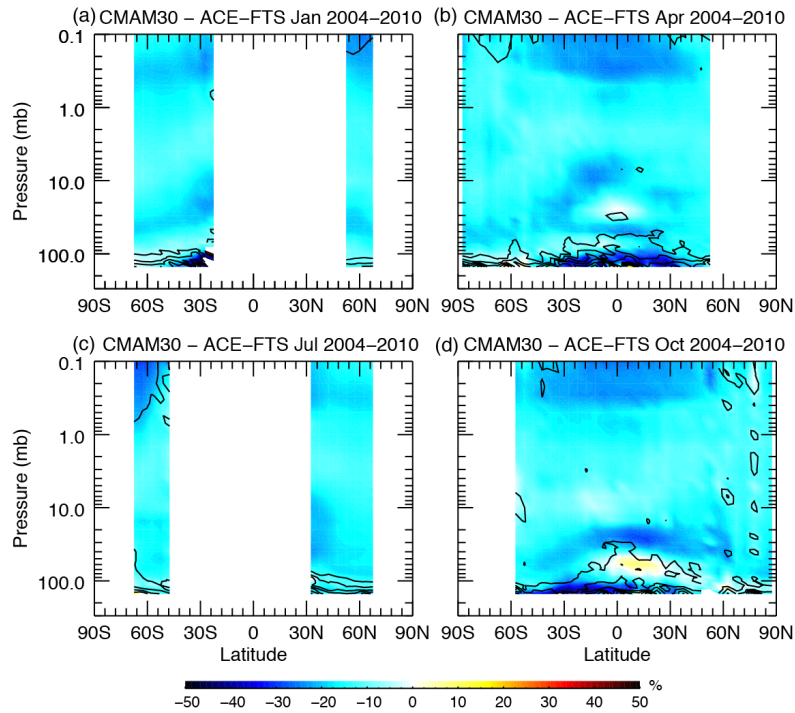 (a) CMAM30 − ACE−FTS Jan 2004−2010
(b) CMAM30 − ACE−FTS Apr 2004−2010
0.1
1.0
10.0
100.0
Pressure (mb)
90S 60S 30S 0 30N 60N 90N
90S 60S 30S 0 30N 60N 90N
(c) CMAM30 − ACE−FTS Jul 2004−2010
(d) CMAM30 − ACE−FTS Oct 2004−2010
0.1
1.0
10.0
100.0
Pressure (mb)
90S 60S 30S 0 30N 60N 90N
90S 60S 30S 0 30N 60N 90N
Latitude
Latitude
%
−50 −40 −30 −20 −10 0 10 20 30 40 50